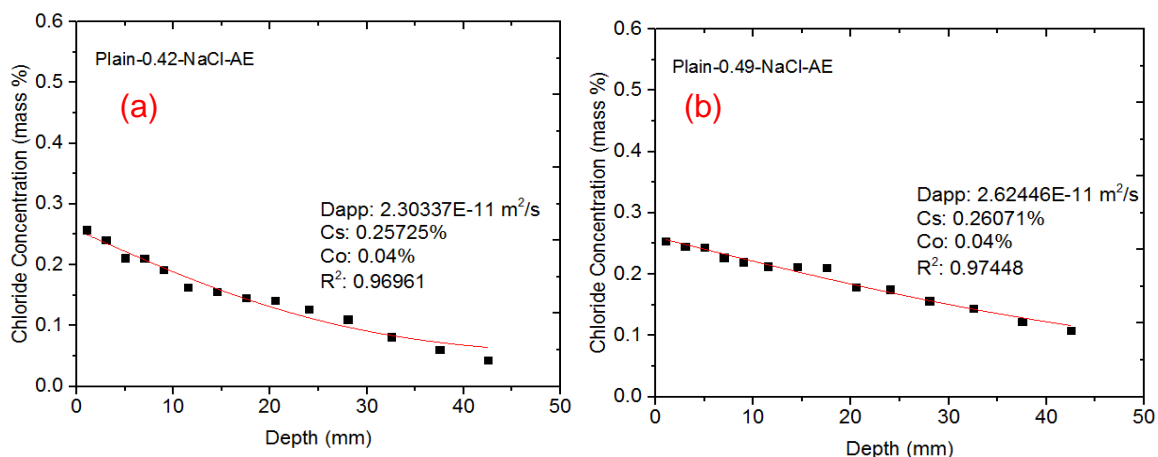 0.6
0.5
0.4
0.3
0.2
0.1
0.0
Chloride Concentration (mass %)
Plain-0.42-NaCl-AE
(a)
Dapp: 2.30337E-11 m²/s
Cs: 0.25725%
Co: 0.04%
R²: 0.96961
0 10 20 30 40 50
Depth (mm)
0.6
0.5
0.4
0.3
0.2
0.1
0.0
Chloride Concentration (mass %)
Plain-0.49-NaCl-AE
(b)
Dapp: 2.62446E-11 m²/s
Cs: 0.26071%
Co: 0.04%
R²: 0.97448
0 10 20 30 40 50
Depth (mm)